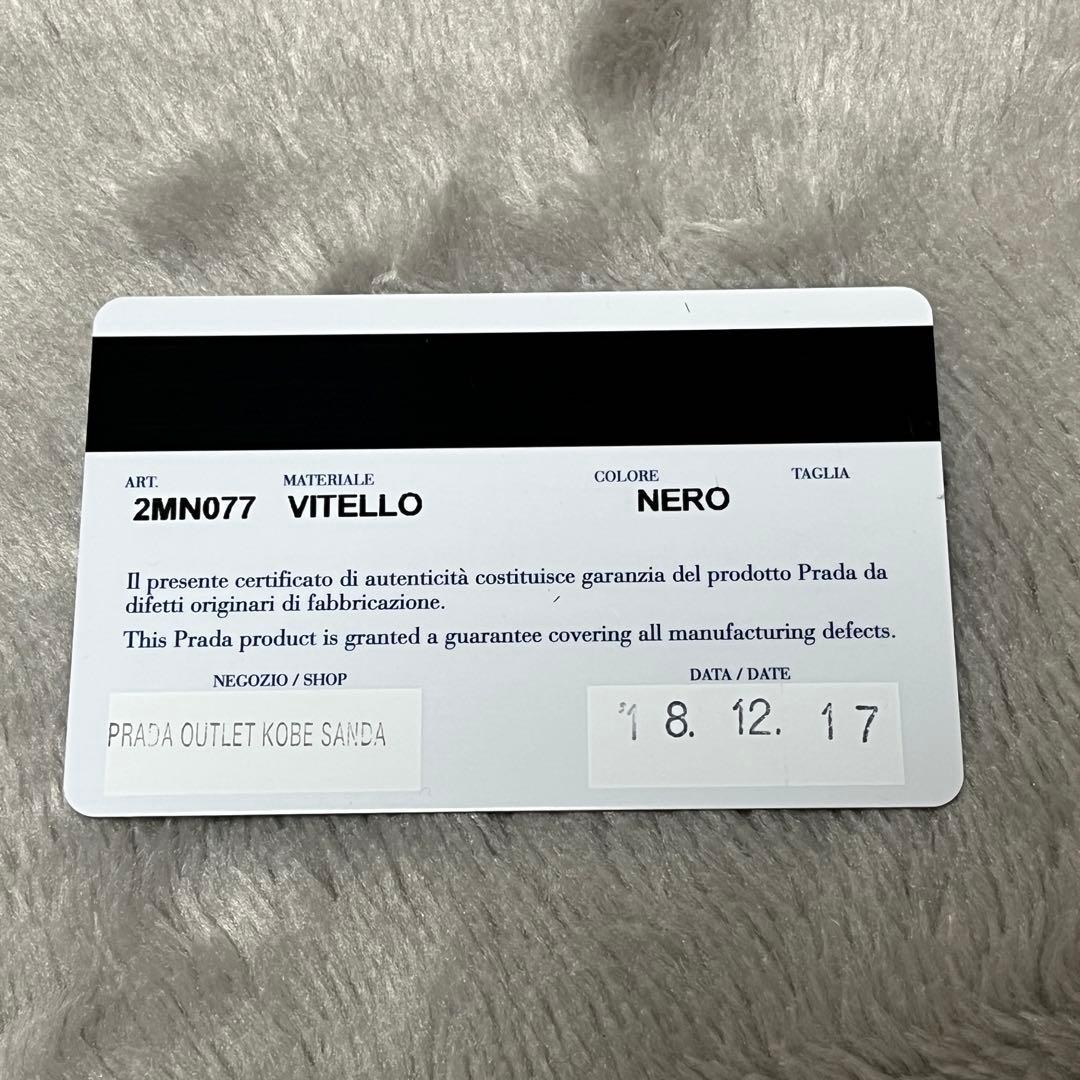 ART. MATERIALE COLORE TAGLIA
2MN077 VITELLO NERO
Il presente certificato di autenticità costituisce garanzia del prodotto Prada da
difetti originari di fabbricazione.
This Prada product is granted a guarantee covering all manufacturing defects.
NEGOZIO / SHOP DATA / DATE
PRADA OUTLET KOBE SANDA '18. 12. 17